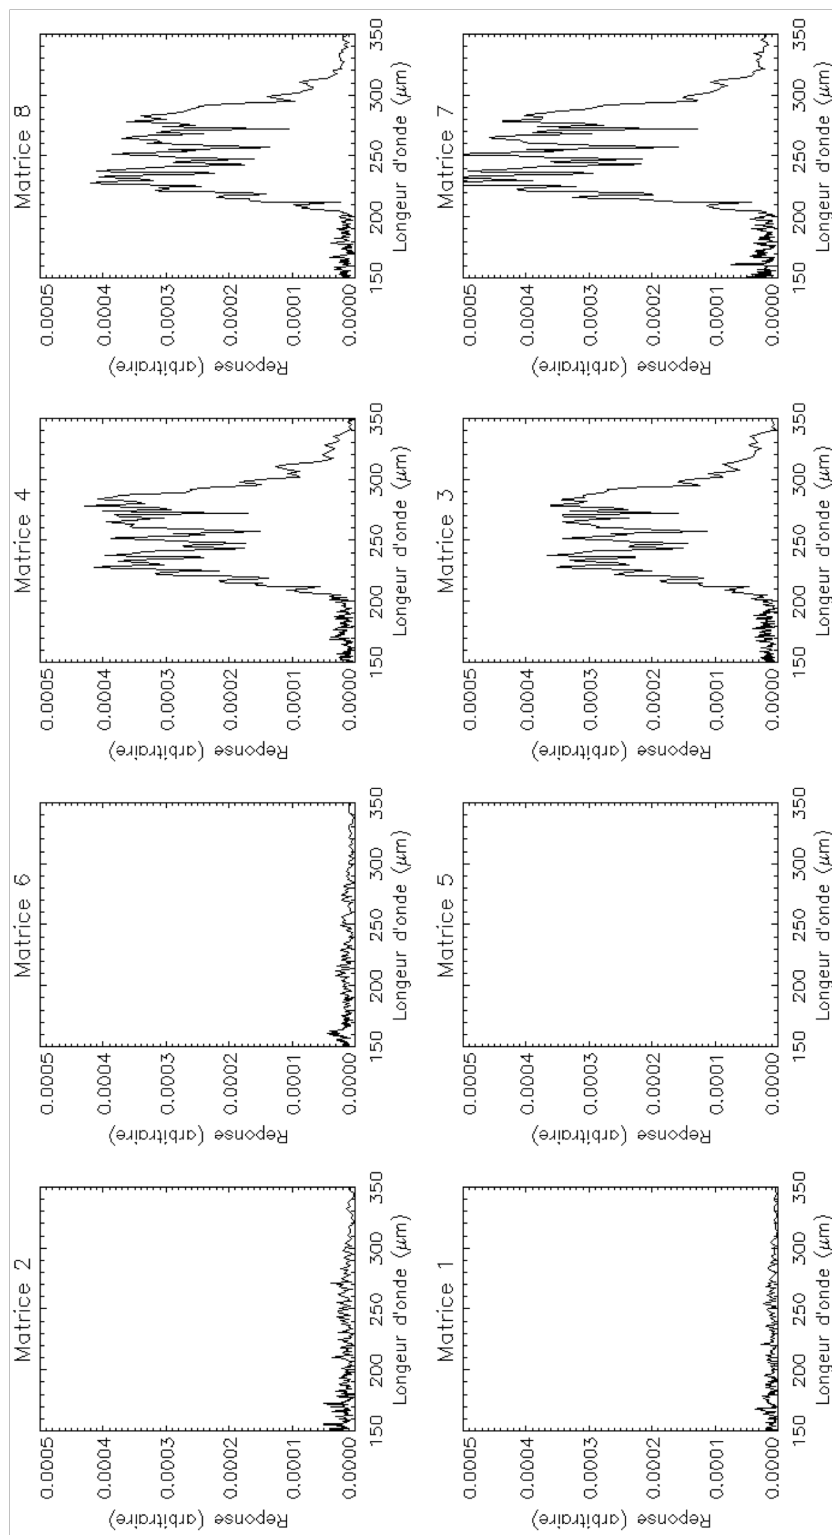 Matrice 2
Reponse (arbitraire)
0.0005
0.0004
0.0003
0.0002
0.0001
0.0000
150 200 250 300 350
Longeur d'onde (μm)
Matrice 6
Reponse (arbitraire)
0.0005
0.0004
0.0003
0.0002
0.0001
0.0000
150 200 250 300 350
Longeur d'onde (μm)
Matrice 4
Reponse (arbitraire)
0.0005
0.0004
0.0003
0.0002
0.0001
0.0000
150 200 250 300 350
Longeur d'onde (μm)
Matrice 8
Reponse (arbitraire)
0.0005
0.0004
0.0003
0.0002
0.0001
0.0000
150 200 250 300 350
Longeur d'onde (μm)
Matrice 1
Reponse (arbitraire)
0.0005
0.0004
0.0003
0.0002
0.0001
0.0000
150 200 250 300 350
Longeur d'onde (μm)
Matrice 5
Reponse (arbitraire)
0.0005
0.0004
0.0003
0.0002
0.0001
0.0000
150 200 250 300 350
Longeur d'onde (μm)
Matrice 3
Reponse (arbitraire)
0.0005
0.0004
0.0003
0.0002
0.0001
0.0000
150 200 250 300 350
Longeur d'onde (μm)
Matrice 7
Reponse (arbitraire)
0.0005
0.0004
0.0003
0.0002
0.0001
0.0000
150 200 250 300 350
Longeur d'onde (μm)